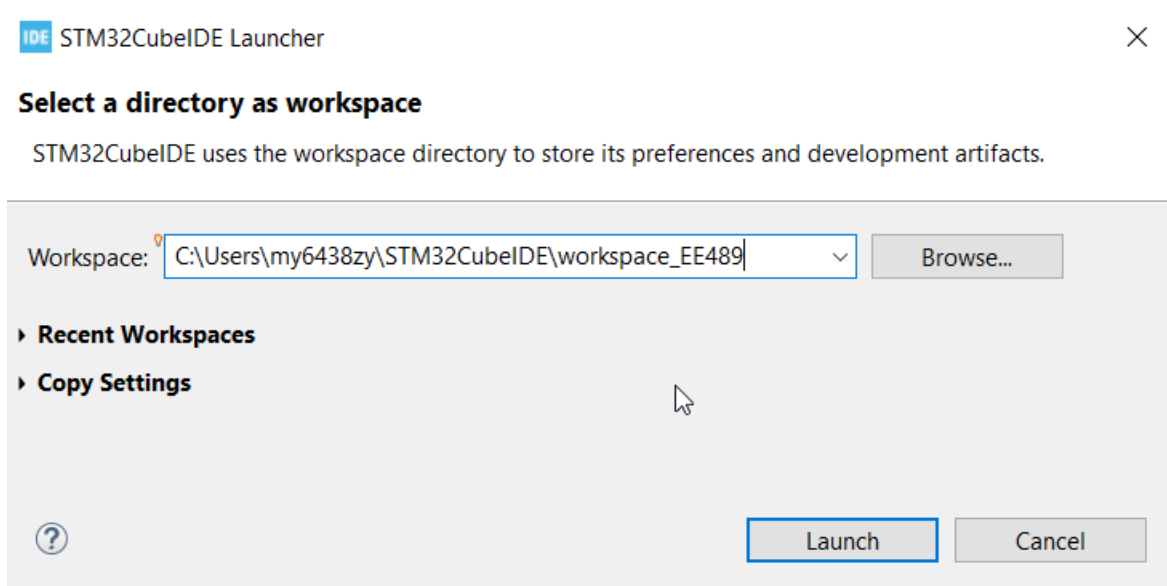 IDE STM32CubeIDE Launcher
Select a directory as workspace
STM32CubeIDE uses the workspace directory to store its preferences and development artifacts.
Workspace: C:\Users\my6438zy\STM32CubeIDE\workspace_EE489 Browse...
Recent Workspaces
Copy Settings
? Launch Cancel